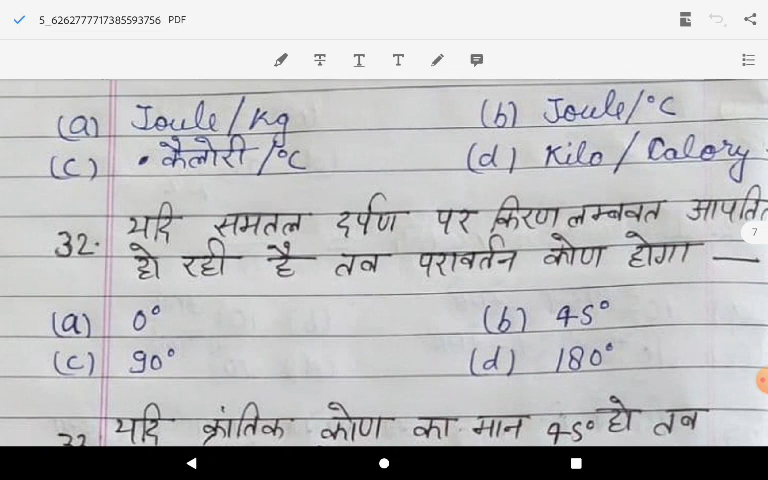 5_6262777717385593756 PDF
(a) Joule/Kg (b) Joule/°C
(c) • कैलोरी/°C (d) Kilo/Calory
32. यदि समतल दर्पण पर किरण लम्बवत आपतित
हो रही है तब परावर्तन कोण होगा —
7
(a) 0° (b) 45°
(c) 90° (d) 180°
यदि क्रांतिक कोण का मान 45° हो तब